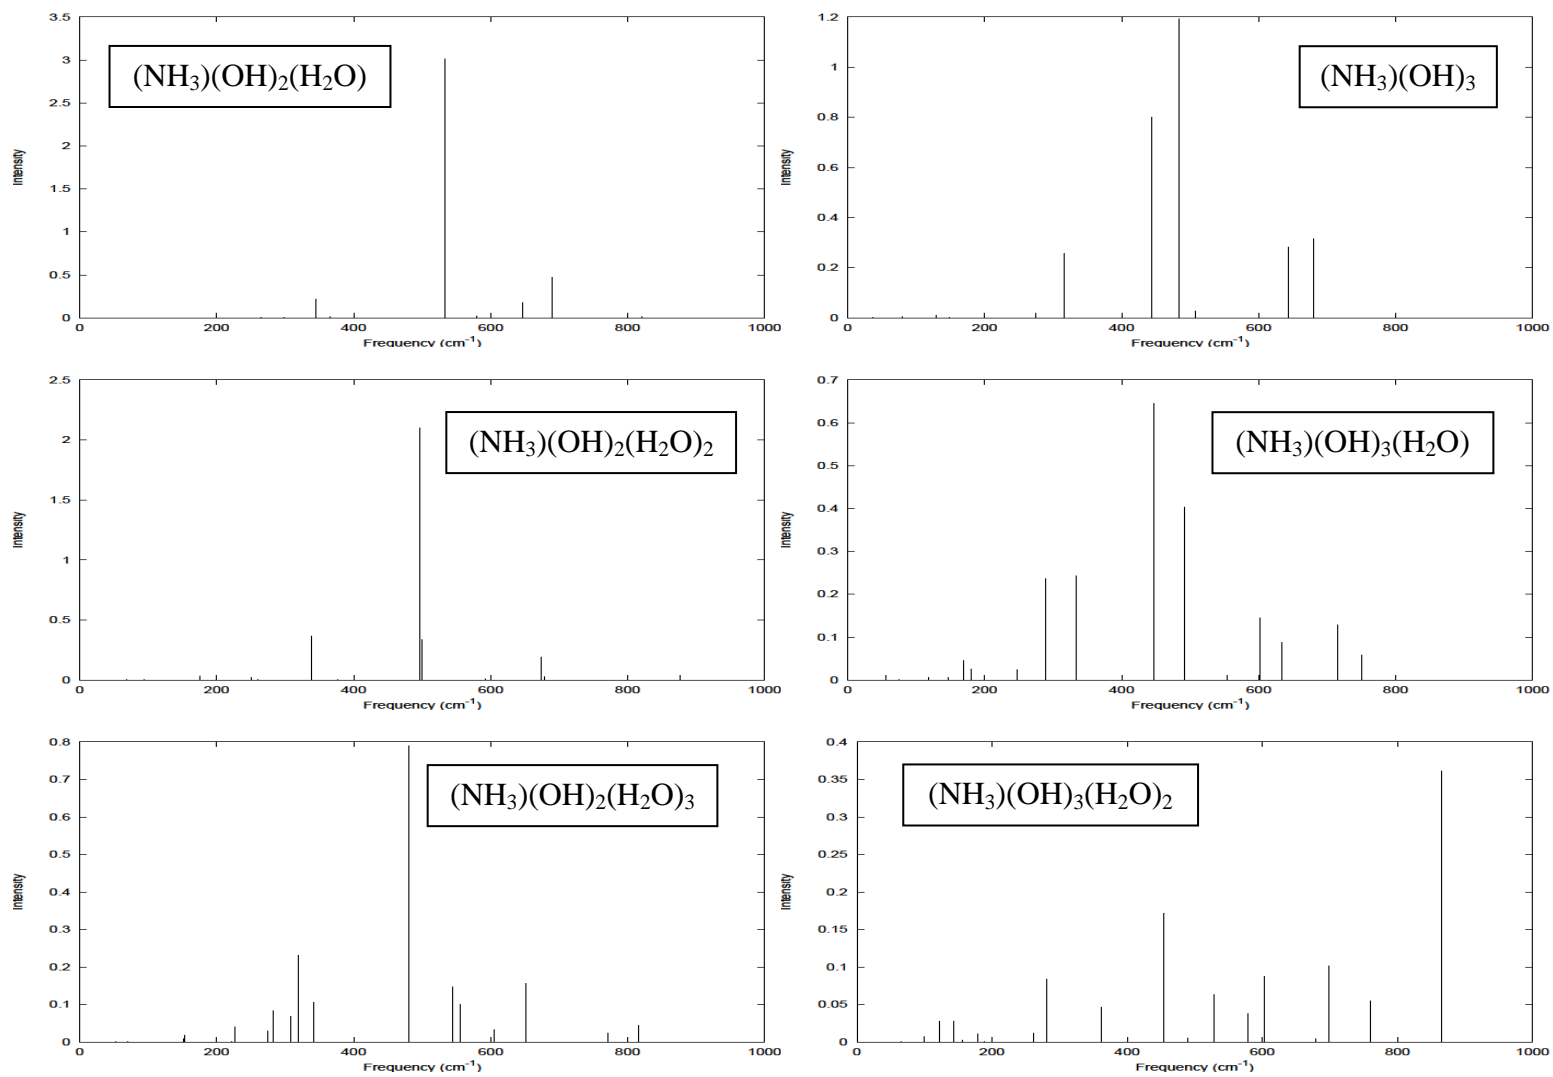 3.5
3
2.5
2
1.5
1
0.5
0
Intensity
0 200 400 600 800 1000
Frequency (cm⁻¹)
(NH₃)(OH)₂(H₂O)
1.2
1
0.8
0.6
0.4
0.2
0
Intensity
0 200 400 600 800 1000
Frequency (cm⁻¹)
(NH₃)(OH)₃
2.5
2
1.5
1
0.5
0
Intensity
0 200 400 600 800 1000
Frequency (cm⁻¹)
(NH₃)(OH)₂(H₂O)₂
0.7
0.6
0.5
0.4
0.3
0.2
0.1
0
Intensity
0 200 400 600 800 1000
Frequency (cm⁻¹)
(NH₃)(OH)₃(H₂O)
0.8
0.7
0.6
0.5
0.4
0.3
0.2
0.1
0
Intensity
0 200 400 600 800 1000
Frequency (cm⁻¹)
(NH₃)(OH)₂(H₂O)₃
0.4
0.35
0.3
0.25
0.2
0.15
0.1
0.05
0
Intensity
0 200 400 600 800 1000
Frequency (cm⁻¹)
(NH₃)(OH)₃(H₂O)₂